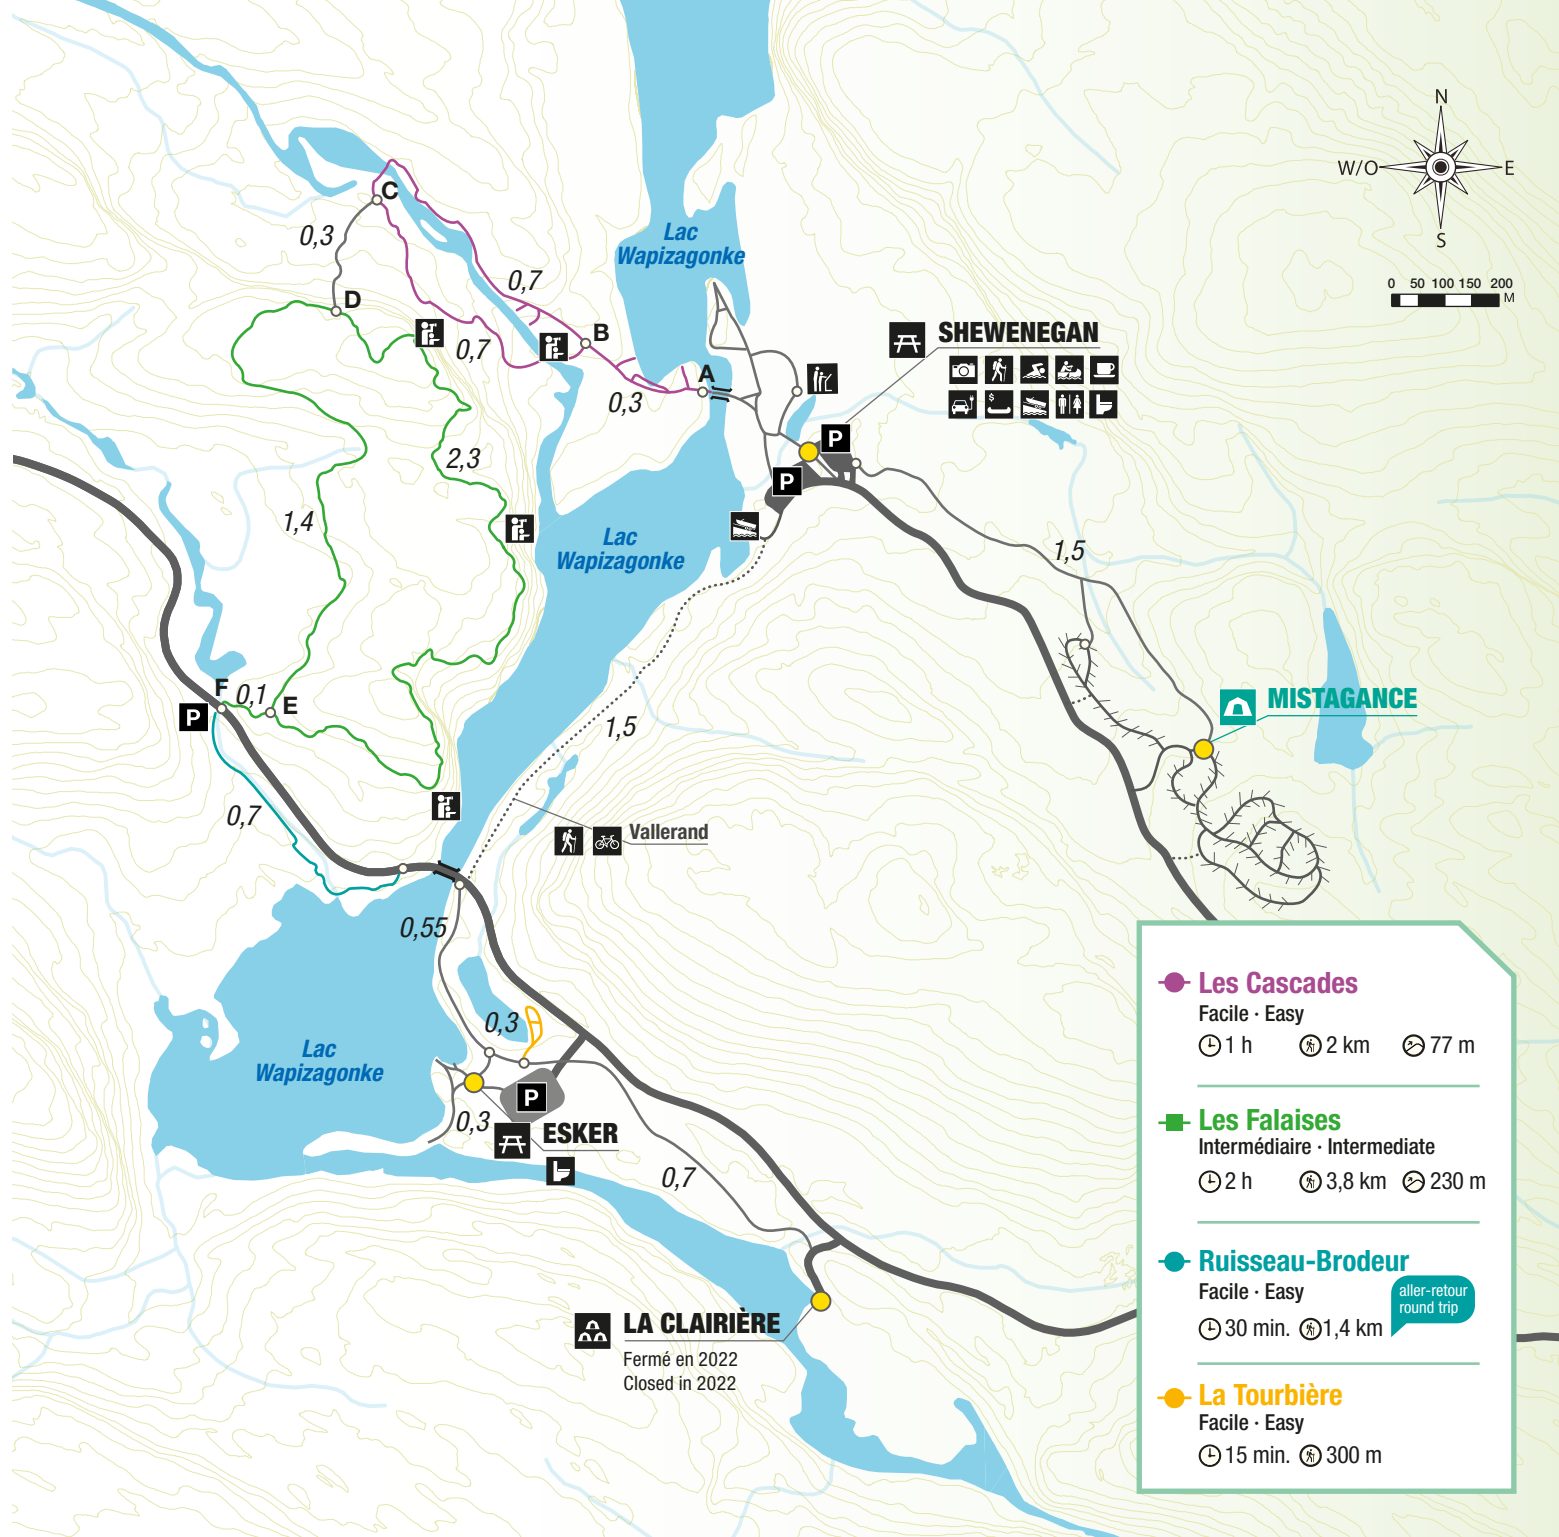 N
W/O
E
S
0 50 100 150 200
M
C
0,3
D
0,7
B
0,7
A
0,3
Lac
Wapizagonke
SHEWENEGAN
$
P
P
2,3
1,4
Lac
Wapizagonke
1,5
1,5
MISTAGANCE
F
0,1
E
P
0,7
Vallerand
0,55
0,3
Lac
Wapizagonke
P
0,3
ESKER
0,7
LA CLAIRIÈRE
Fermé en 2022
Closed in 2022
Les Cascades
Facile · Easy
1 h 2 km 77 m
Les Falaises
Intermédiaire · Intermediate
2 h 3,8 km 230 m
Ruisseau-Brodeur
Facile · Easy
aller-retour
round trip
30 min. 1,4 km
La Tourbière
Facile · Easy
15 min. 300 m